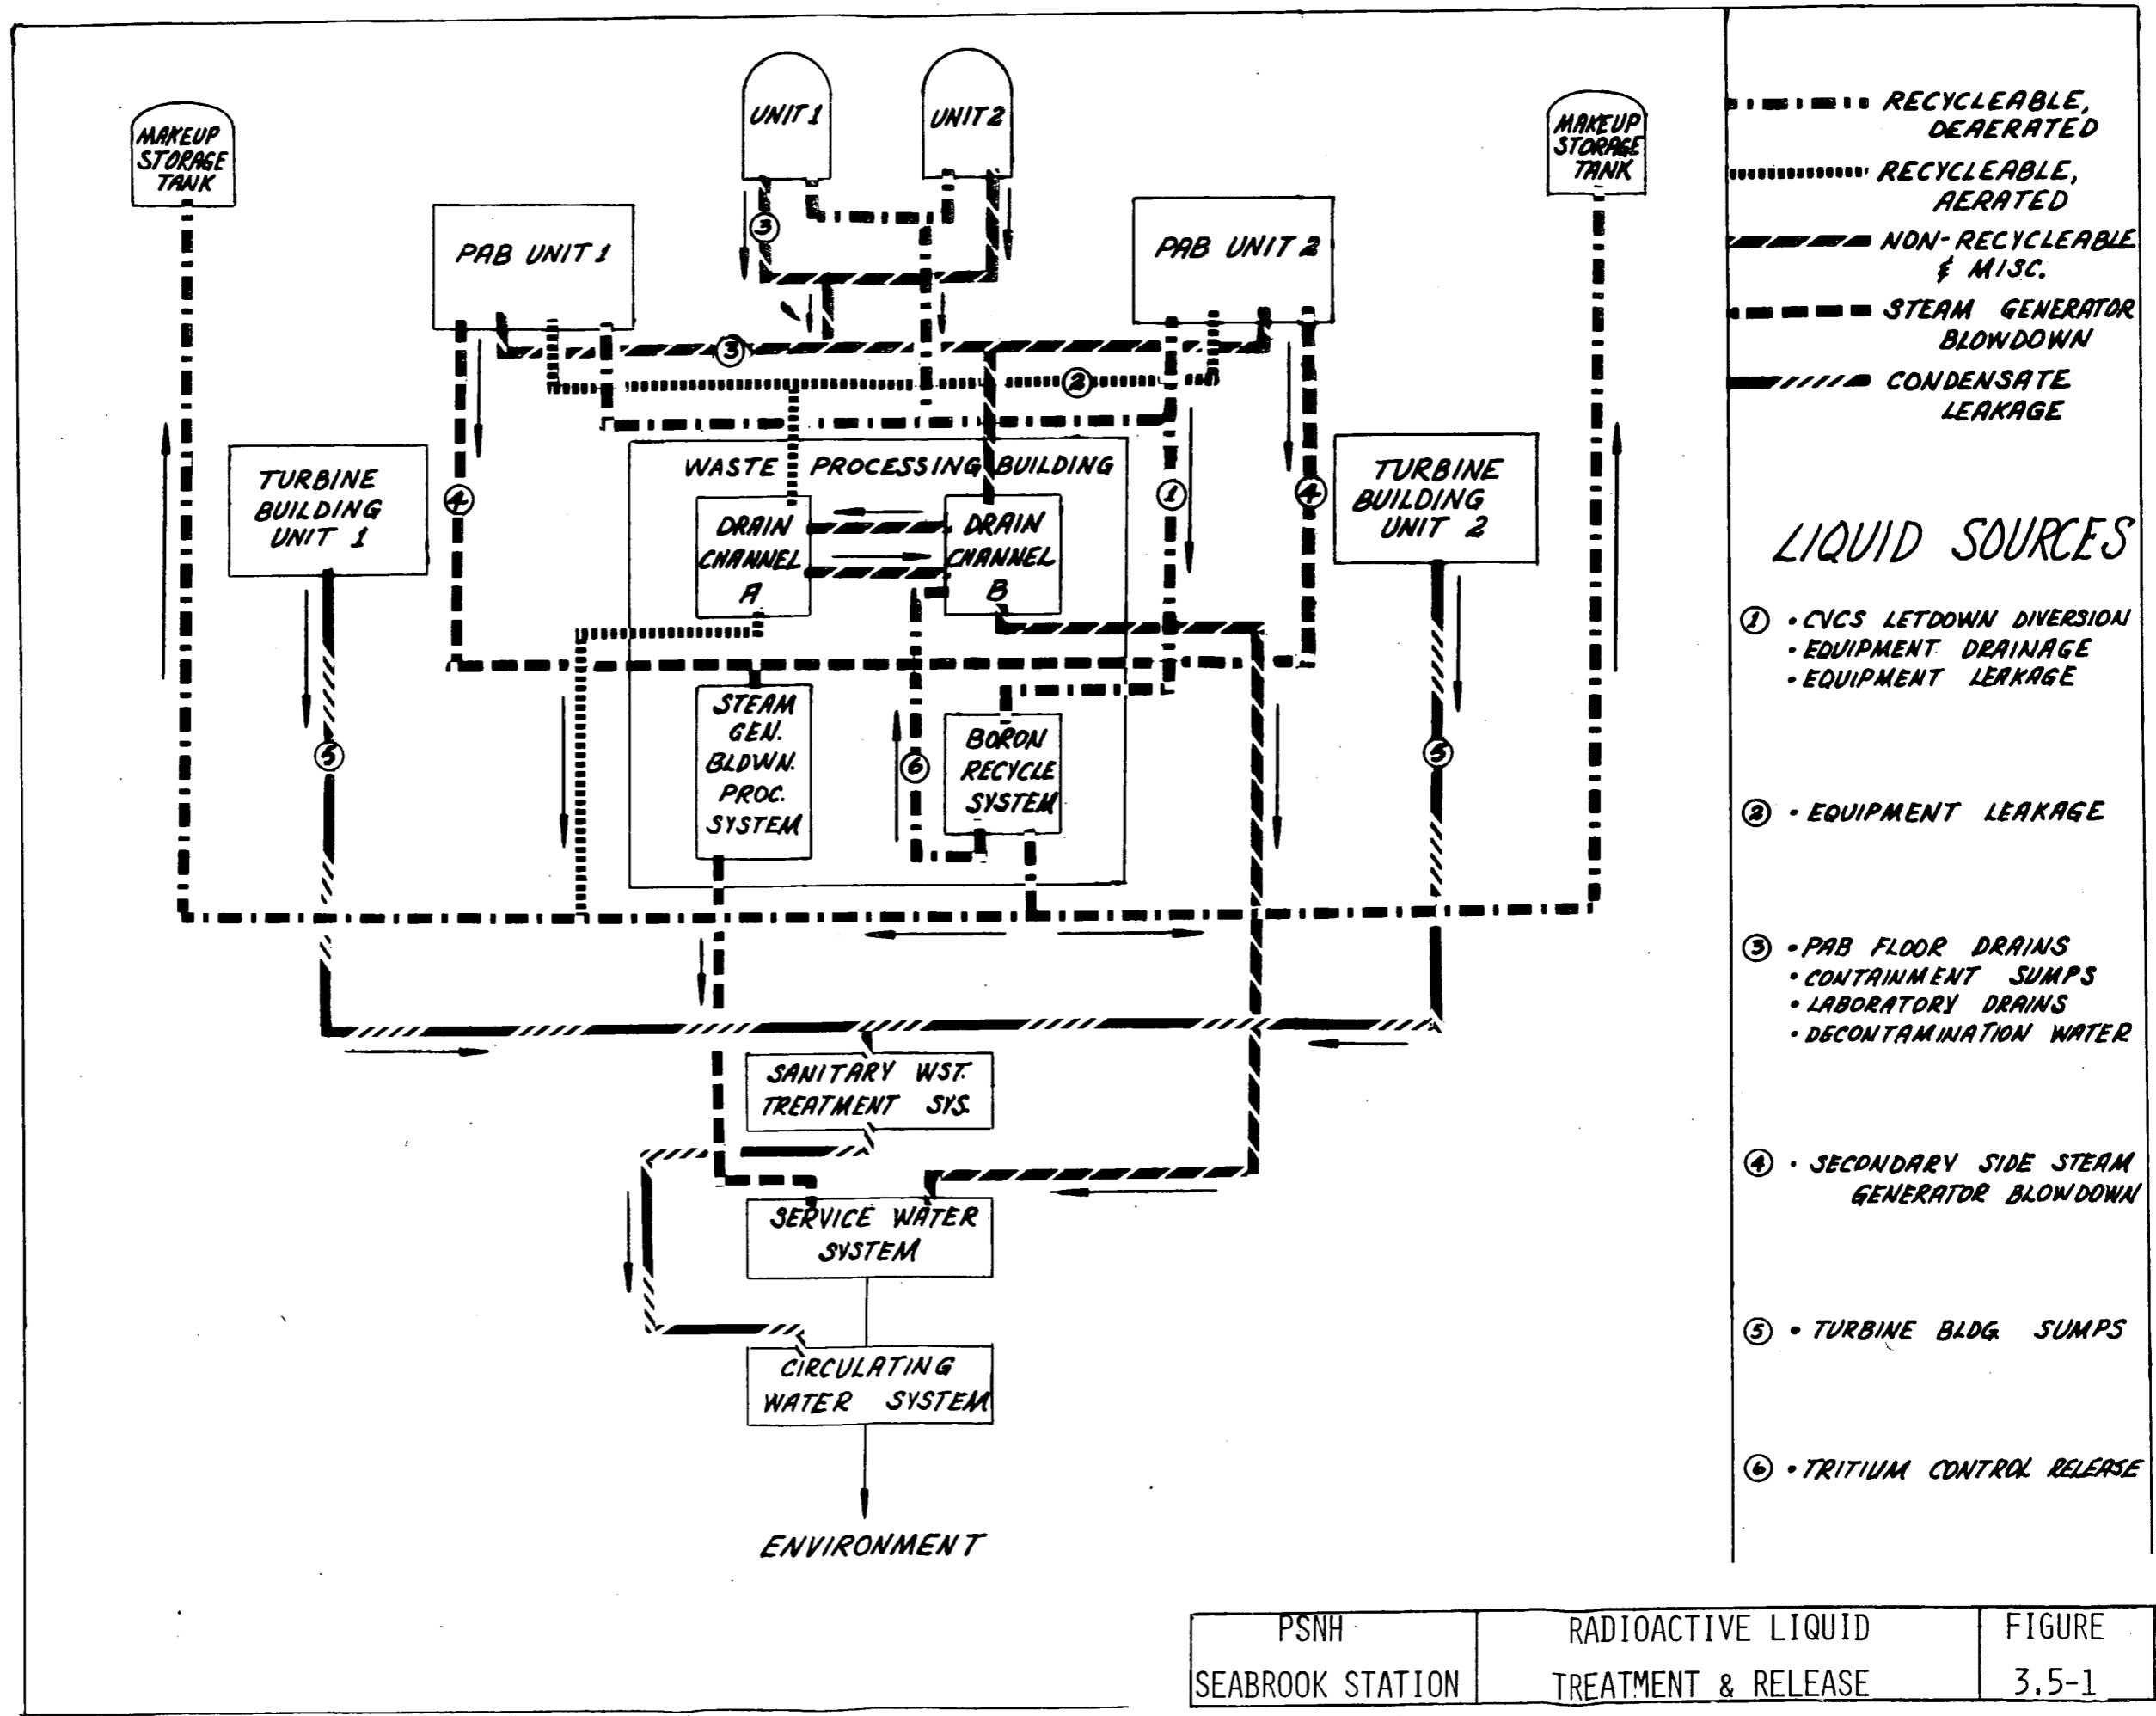 UNIT 1
UNIT 2
MAKEUP
STORAGE
TANK
MAKEUP
STORAGE
TANK
PAB UNIT 1
PAB UNIT 2
3
3
2
TURBINE
BUILDING
UNIT 1
WASTE PROCESSING BUILDING
TURBINE
BUILDING
UNIT 2
4
1
4
DRAIN
CHANNEL
A
DRAIN
CHANNEL
B
STEAM
GEN.
BLDWN.
PROC.
SYSTEM
BORON
RECYCLE
SYSTEM
5
6
5
SANITARY WST.
TREATMENT SYS.
SERVICE WATER
SYSTEM
CIRCULATING
WATER SYSTEM
ENVIRONMENT
RECYCLEABLE,
DEAERATED
RECYCLEABLE,
AERATED
NON-RECYCLEABLE
& MISC.
STEAM GENERATOR
BLOWDOWN
CONDENSATE
LEAKAGE
LIQUID SOURCES
1 • CVCS LETDOWN DIVERSION
• EQUIPMENT DRAINAGE
• EQUIPMENT LEAKAGE
2 • EQUIPMENT LEAKAGE
3 • PAB FLOOR DRAINS
• CONTAINMENT SUMPS
• LABORATORY DRAINS
• DECONTAMINATION WATER
4 • SECONDARY SIDE STEAM
GENERATOR BLOWDOWN
5 • TURBINE BLDG. SUMPS
6 • TRITIUM CONTROL RELEASE
PSNH
SEABROOK STATION
RADIOACTIVE LIQUID
TREATMENT & RELEASE
FIGURE
3.5-1